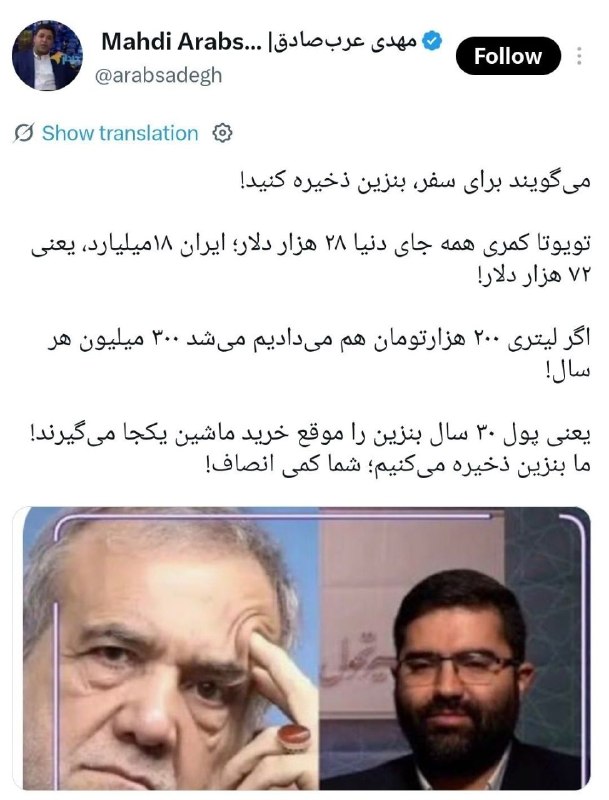 Mahdi Arabs... |مهدی عرب‌صادق
@arabsadegh
Follow
Show translation
می‌گویند برای سفر، بنزین ذخیره کنید!
تویوتا کمری همه جای دنیا ۲۸ هزار دلار؛ ایران ۱۸میلیارد، یعنی
۷۲ هزار دلار!
اگر لیتری ۲۰۰ هزارتومان هم می‌دادیم می‌شد ۳۰۰ میلیون هر
سال!
یعنی پول ۳۰ سال بنزین را موقع خرید ماشین یکجا می‌گیرند!
ما بنزین ذخیره می‌کنیم؛ شما کمی انصاف!